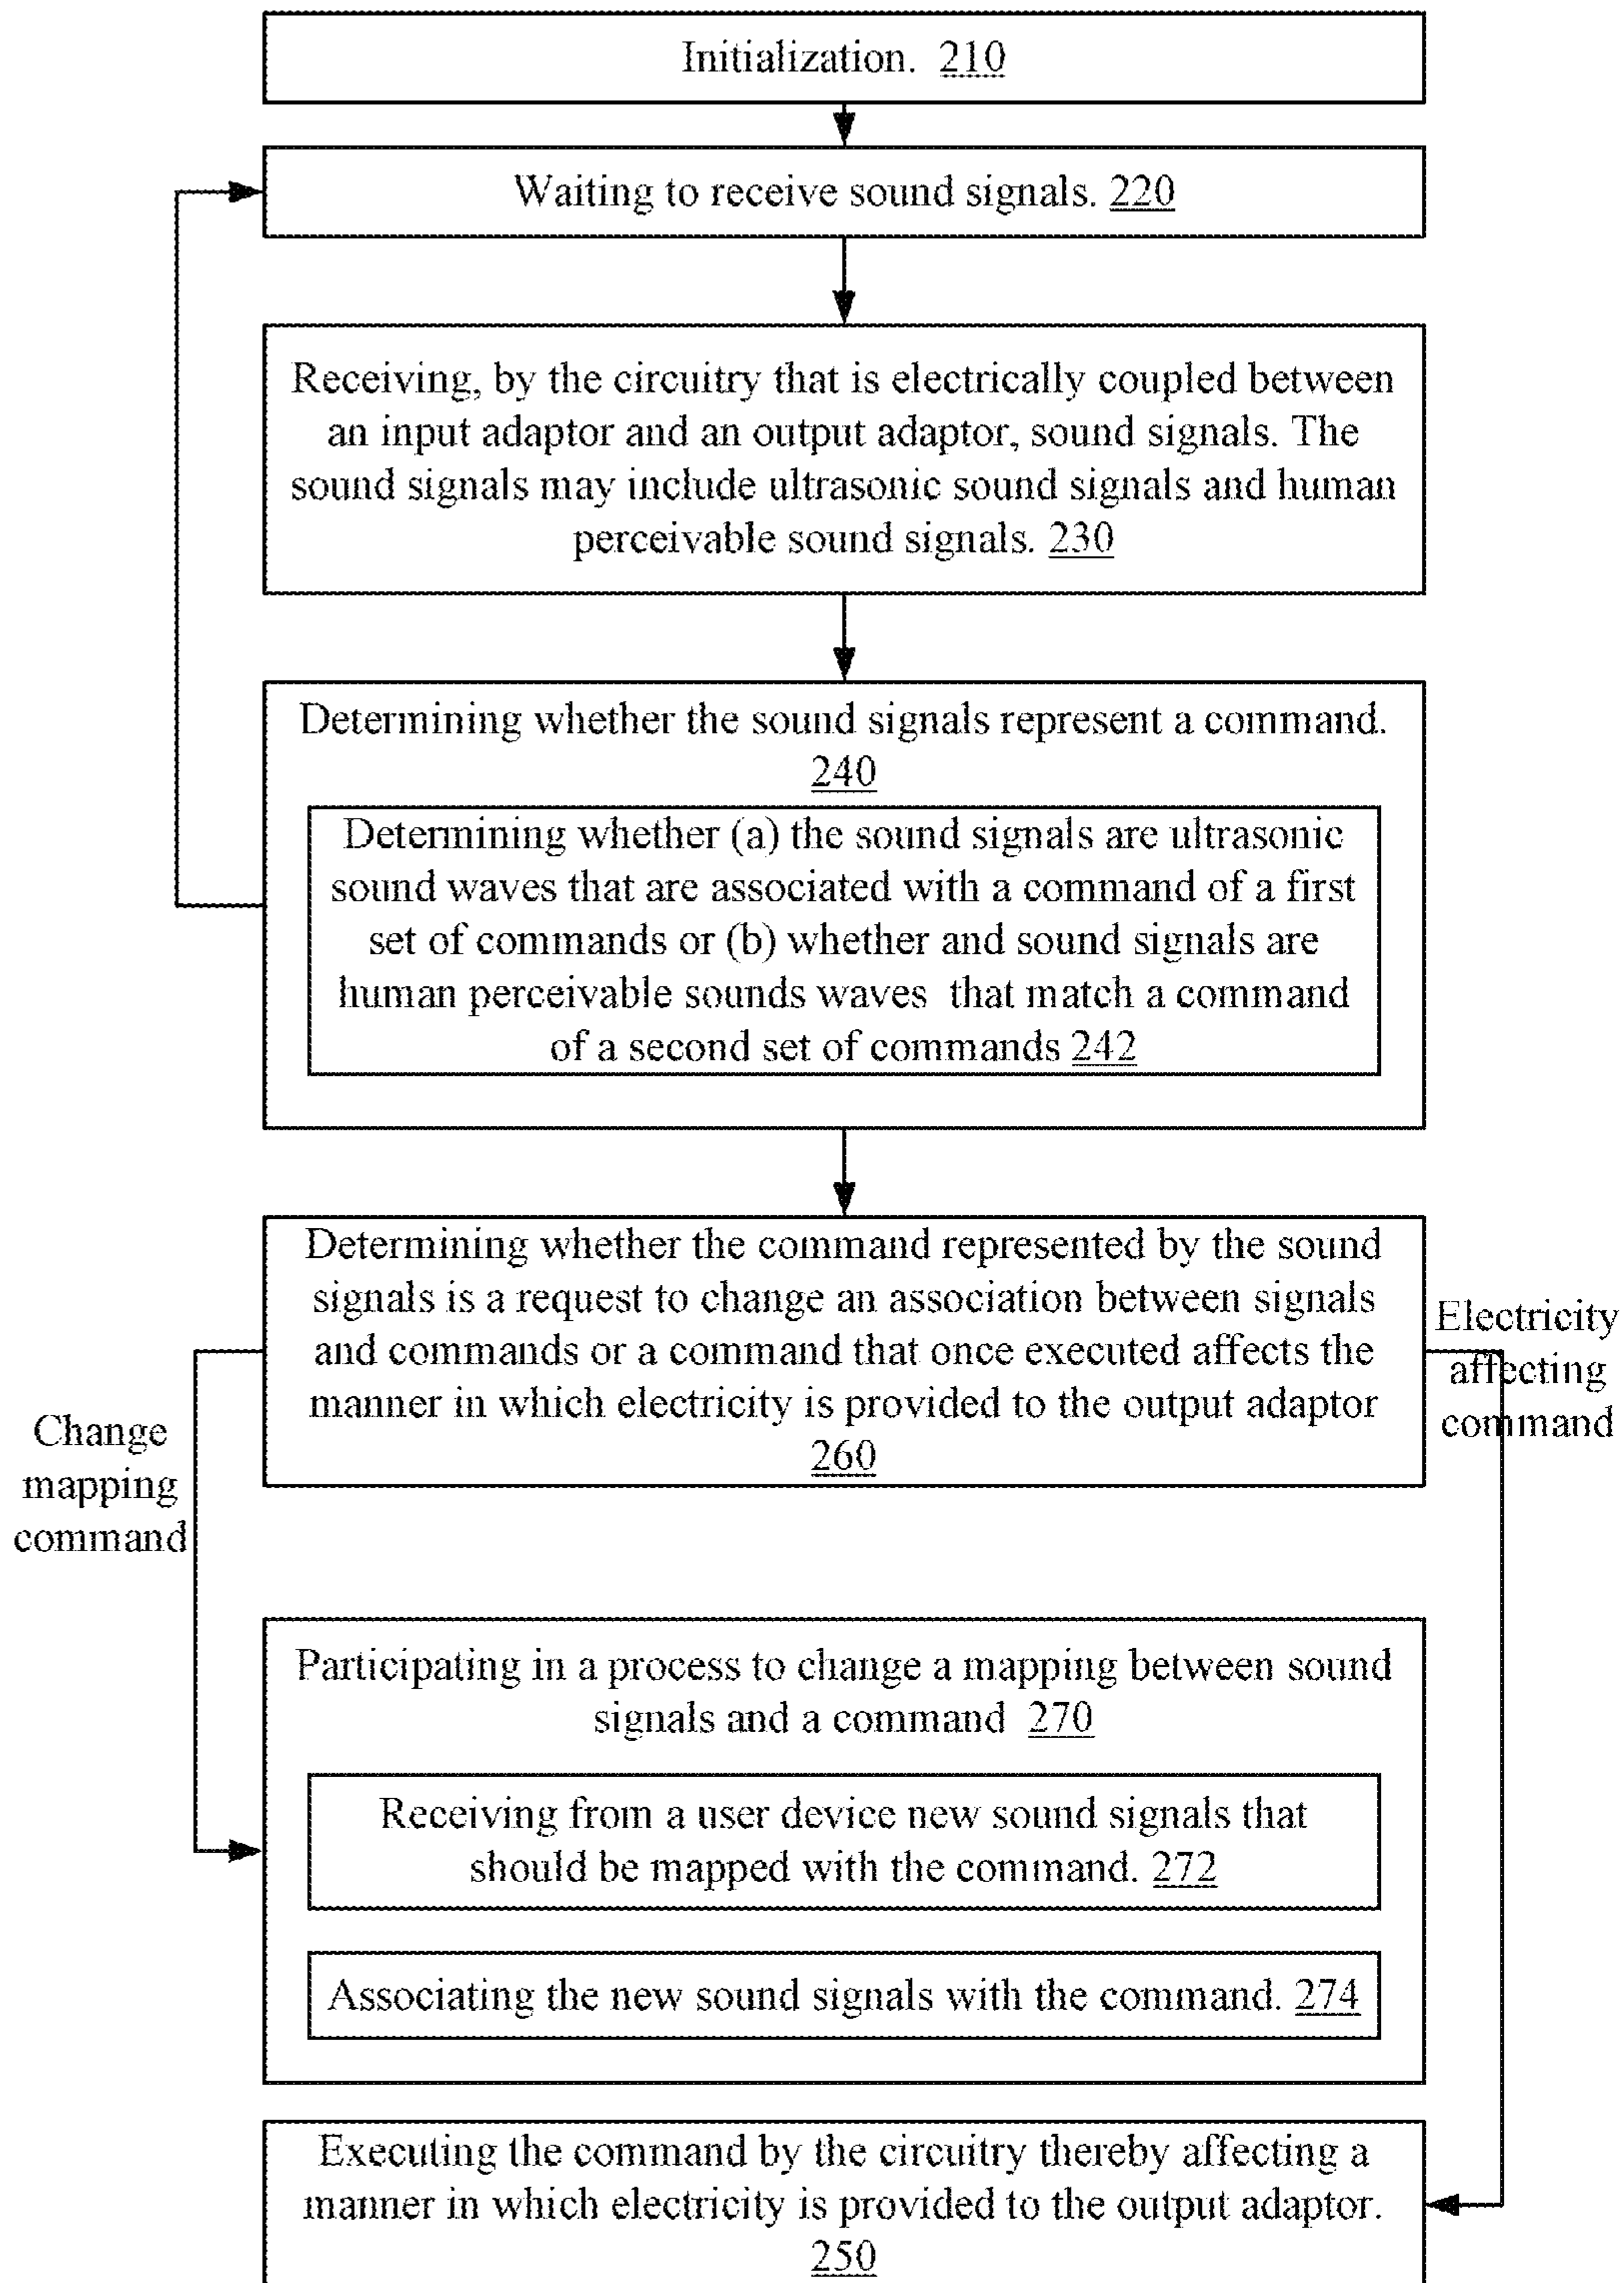 Initialization. 210
Waiting to receive sound signals. 220
Receiving, by the circuitry that is electrically coupled between
an input adaptor and an output adaptor, sound signals. The
sound signals may include ultrasonic sound signals and human
perceivable sound signals. 230
Determining whether the sound signals represent a command.
240
Determining whether (a) the sound signals are ultrasonic
sound waves that are associated with a command of a first
set of commands or (b) whether and sound signals are
human perceivable sounds waves that match a command
of a second set of commands 242
Determining whether the command represented by the sound
signals is a request to change an association between signals
and commands or a command that once executed affects the
manner in which electricity is provided to the output adaptor
260
Electricity
affecting
command
Change
mapping
command
Participating in a process to change a mapping between sound
signals and a command 270
Receiving from a user device new sound signals that
should be mapped with the command. 272
Associating the new sound signals with the command. 274
Executing the command by the circuitry thereby affecting a
manner in which electricity is provided to the output adaptor.
250